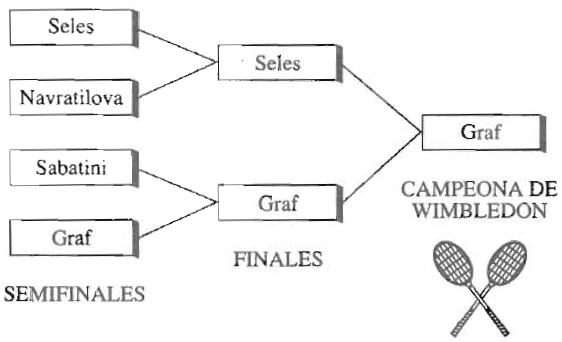 Seles
Navratilova
Sabatini
Graf
SEMIFINALES
Seles
Graf
FINALES
Graf
CAMPEONA DE
WIMBLEDON